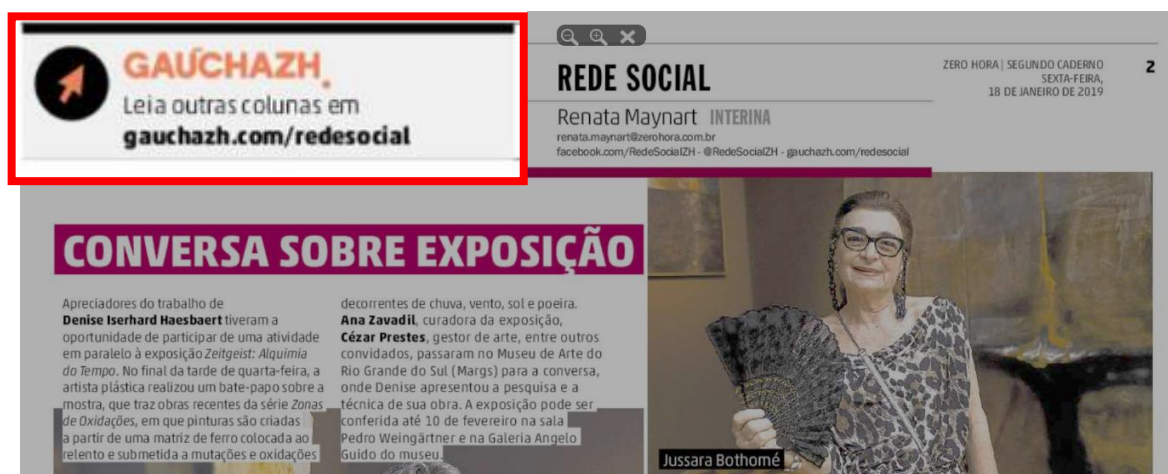 GAÚCHAZH.
Leia outras colunas em
gauchazh.com/redesocial
REDE SOCIAL
Renata Maynart INTERINA
renata.maynart@zerohora.com.br
facebook.com/RedeSocialZH - @RedeSocialZH - gauchazh.com/redesocial
ZERO HORA | SEGUNDO CADERNO
SEXTA-FEIRA,
18 DE JANEIRO DE 2019
2
CONVERSA SOBRE EXPOSIÇÃO
Apreciadores do trabalho de
Denise Iserhard Haesbaert tiveram a
oportunidade de participar de uma atividade
em paralelo à exposição Zeitgeist: Alquimia
do Tempo. No final da tarde de quarta-feira, a
artista plástica realizou um bate-papo sobre a
mostra, que traz obras recentes da série Zonas
de Oxidações, em que pinturas são criadas
a partir de uma matriz de ferro colocada ao
relento e submetida a mutações e oxidações
decorrentes de chuva, vento, sol e poeira.
Ana Zavadil, curadora da exposição,
Cézar Prestes, gestor de arte, entre outros
convidados, passaram no Museu de Arte do
Rio Grande do Sul (Margs) para a conversa,
onde Denise apresentou a pesquisa e a
técnica de sua obra. A exposição pode ser
conferida até 10 de fevereiro na sala
Pedro Weingärtner e na Galeria Angelo
Guido do museu.
Jussara Bothomé